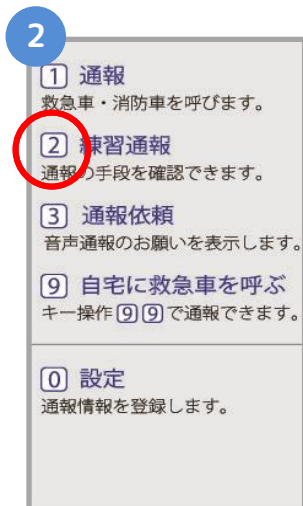 2
1 通報
救急車・消防車を呼びます。
2 練習通報
通報の手段を確認できます。
3 通報依頼
音声通報のお願いを表示します。
9 自宅に救急車を呼ぶ
キー操作99で通報できます。
0 設定
通報情報を登録します。